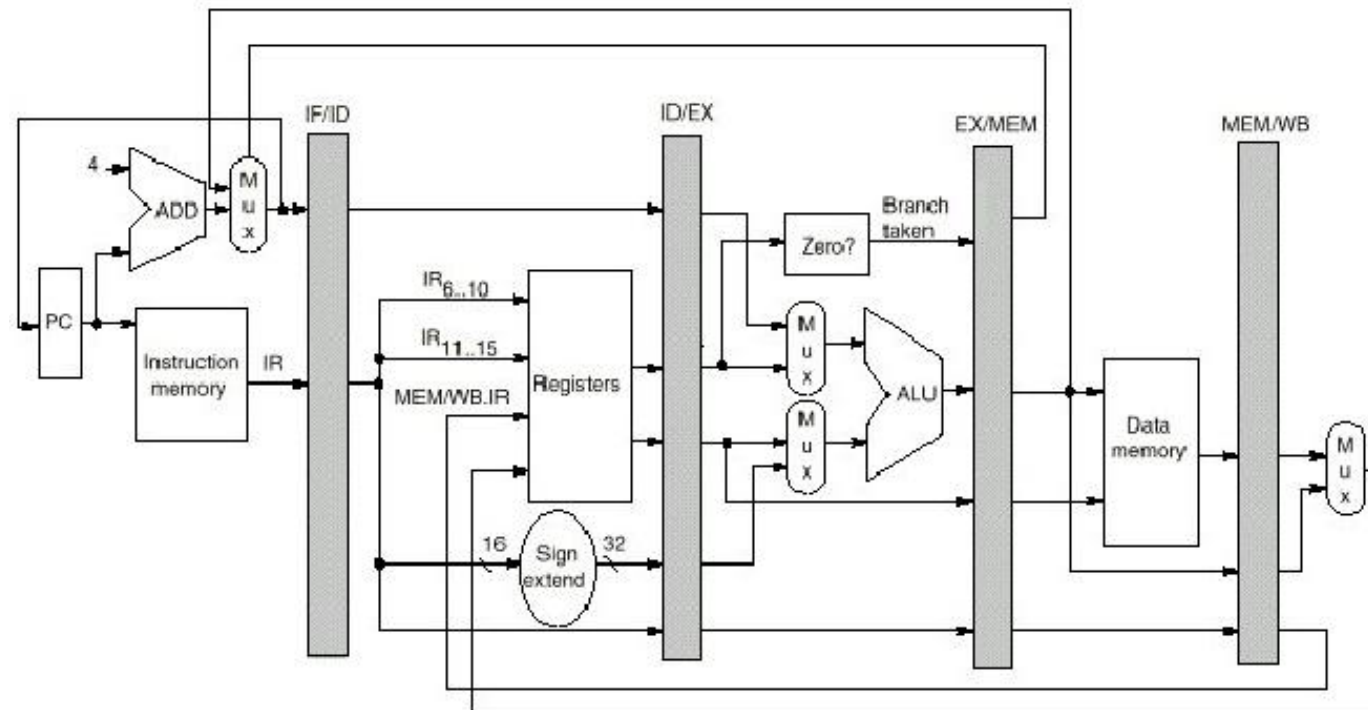 IF/ID
ID/EX
EX/MEM
MEM/WB
4
ADD
M
u
x
PC
Instruction
memory
IR
IR6..10
IR11..15
MEM/WB.IR
Registers
16
Sign
extend
32
Zero?
Branch
taken
M
u
x
M
u
x
ALU
Data
memory
M
u
x